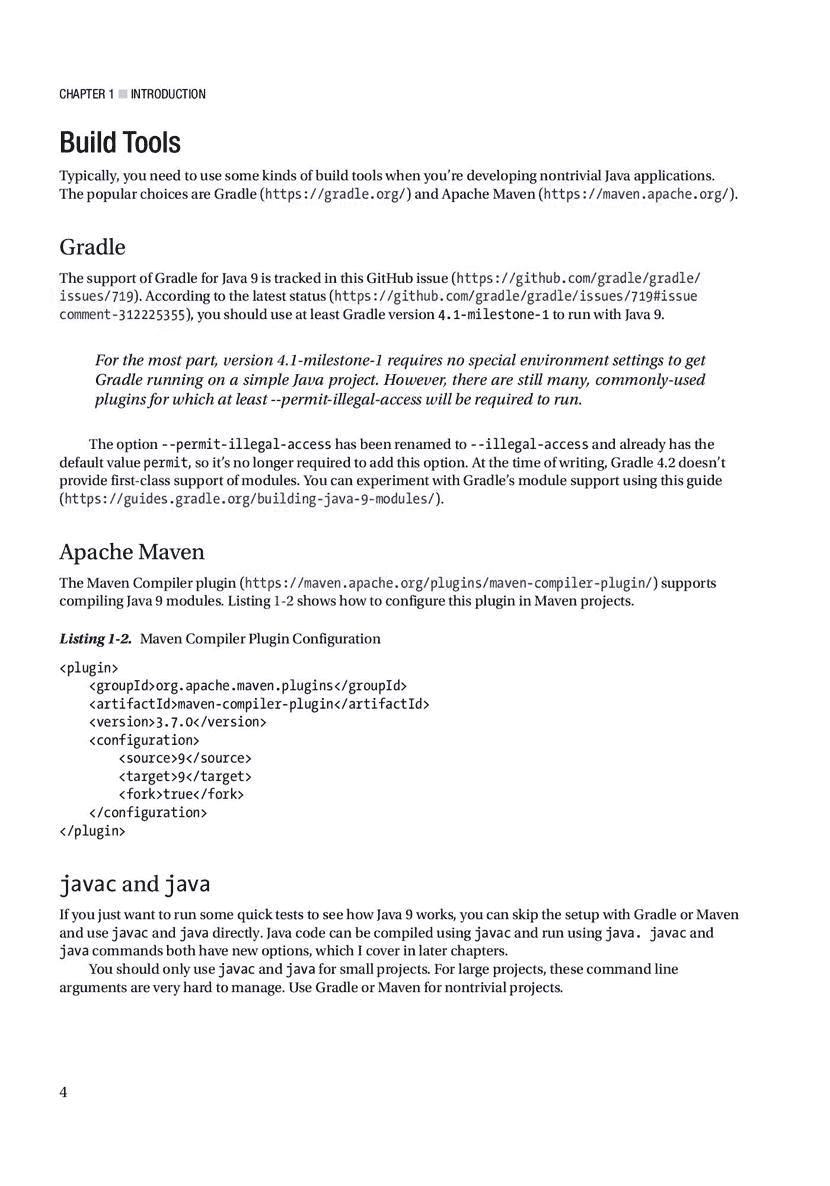 CHAPTER 1 ■ INTRODUCTION
Build Tools
Typically, you need to use some kinds of build tools when you’re developing nontrivial Java applications.
The popular choices are Gradle (https://gradle.org/) and Apache Maven (https://maven.apache.org/).
Gradle
The support of Gradle for Java 9 is tracked in this GitHub issue (https://github.com/gradle/gradle/
issues/719). According to the latest status (https://github.com/gradle/gradle/issues/719#issue
comment-312225355), you should use at least Gradle version 4.1-milestone-1 to run with Java 9.
For the most part, version 4.1-milestone-1 requires no special environment settings to get
Gradle running on a simple Java project. However, there are still many, commonly-used
plugins for which at least --permit-illegal-access will be required to run.
The option --permit-illegal-access has been renamed to --illegal-access and already has the
default value permit, so it’s no longer required to add this option. At the time of writing, Gradle 4.2 doesn’t
provide first-class support of modules. You can experiment with Gradle’s module support using this guide
(https://guides.gradle.org/building-java-9-modules/).
Apache Maven
The Maven Compiler plugin (https://maven.apache.org/plugins/maven-compiler-plugin/) supports
compiling Java 9 modules. Listing 1-2 shows how to configure this plugin in Maven projects.
Listing 1-2. Maven Compiler Plugin Configuration
<plugin>
    <groupId>org.apache.maven.plugins</groupId>
    <artifactId>maven-compiler-plugin</artifactId>
    <version>3.7.0</version>
    <configuration>
        <source>9</source>
        <target>9</target>
        <fork>true</fork>
    </configuration>
</plugin>
javac and java
If you just want to run some quick tests to see how Java 9 works, you can skip the setup with Gradle or Maven
and use javac and java directly. Java code can be compiled using javac and run using java. javac and
java commands both have new options, which I cover in later chapters.
You should only use javac and java for small projects. For large projects, these command line
arguments are very hard to manage. Use Gradle or Maven for nontrivial projects.
4